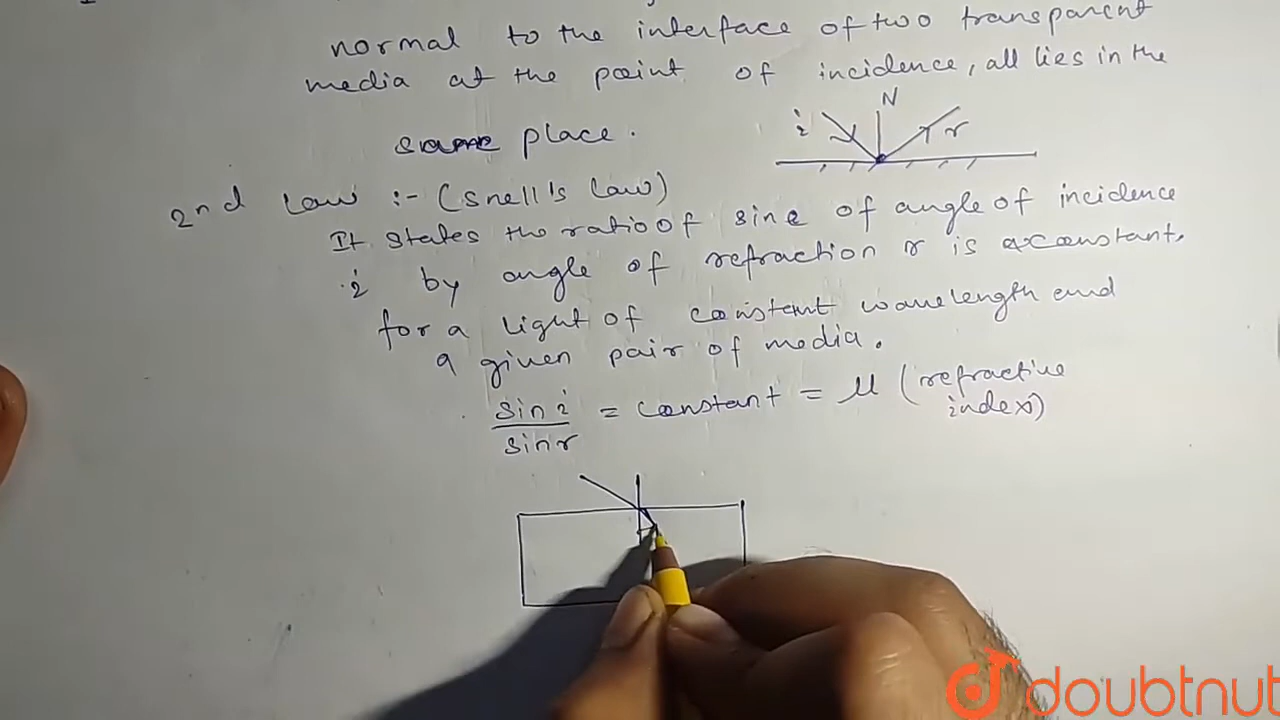 normal to the interface of two transparent
media at the point of incidence, all lies in the
same place.
N
i
r
2nd Law :- (Snell's Law)
It states the ratio of sine of angle of incidence
i by angle of refraction r is a constant,
for a light of constant wavelength and
a given pair of media.
sin i / sin r = constant = μ (refractive
index)
doubtnut